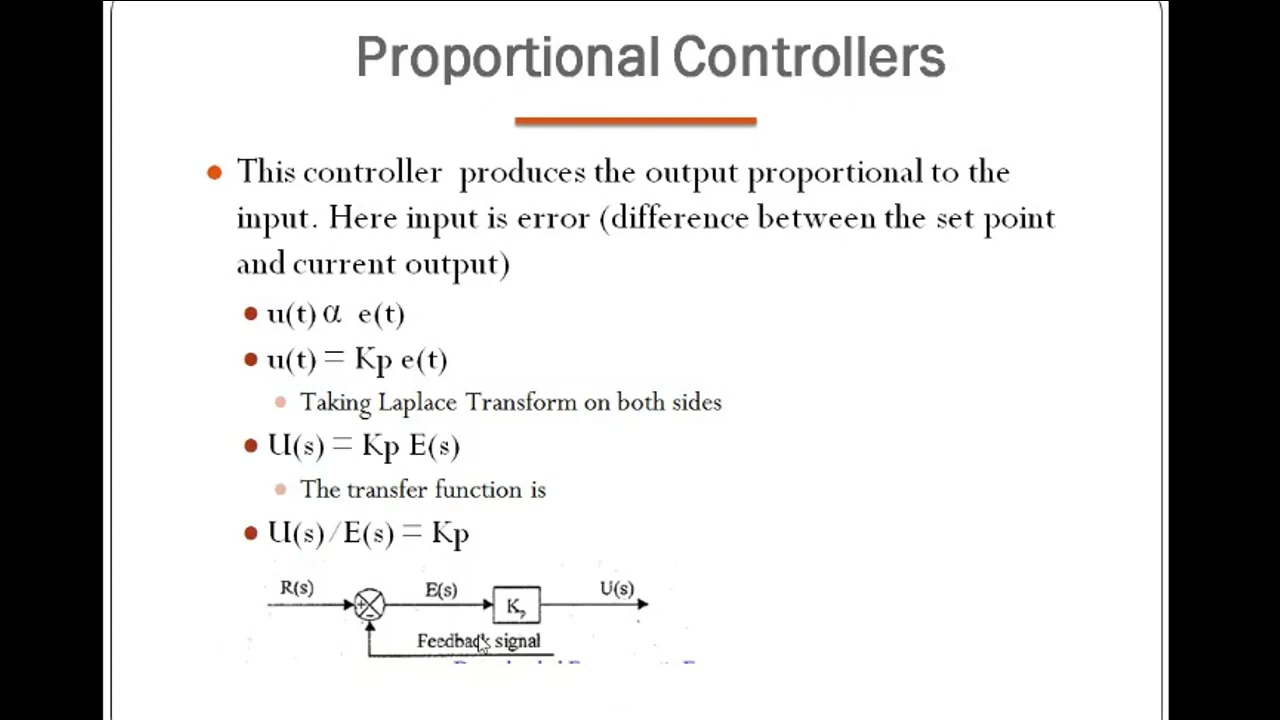 Proportional Controllers
This controller produces the output proportional to the
input. Here input is error (difference between the set point
and current output)
u(t) α e(t)
u(t) = Kp e(t)
Taking Laplace Transform on both sides
U(s) = Kp E(s)
The transfer function is
U(s)/E(s) = Kp
R(s) E(s) U(s)
+ Kp
-
Feedback signal